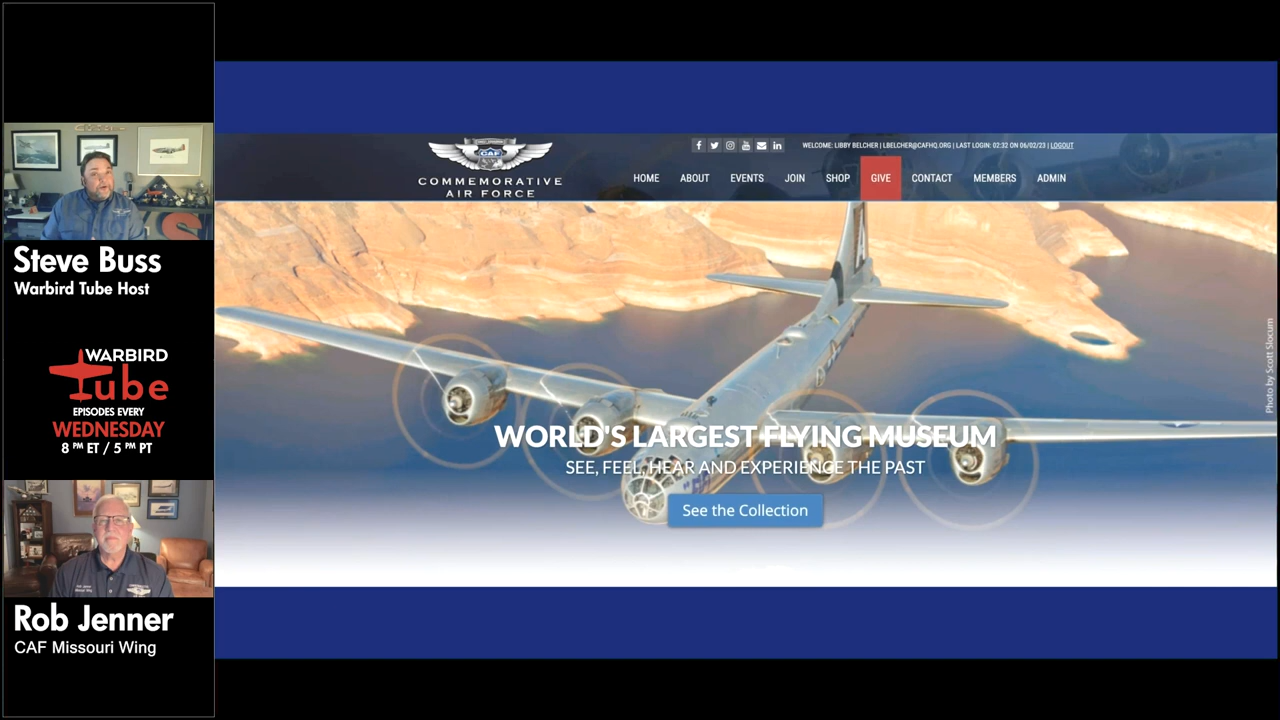 Steve Buss
Warbird Tube Host
WARBIRD
Tube
EPISODES EVERY
WEDNESDAY
8 PM ET / 5 PM PT
Rob Jenner
CAF Missouri Wing
CAF
COMMEMORATIVE
AIR FORCE
WELCOME: LIBBY BELCHER | LBELCHER@CAFHQ.ORG | LAST LOGIN: 02:32 ON 06/02/23 | LOGOUT
HOME ABOUT EVENTS JOIN SHOP GIVE CONTACT MEMBERS ADMIN
WORLD'S LARGEST FLYING MUSEUM
SEE, FEEL, HEAR AND EXPERIENCE THE PAST
See the Collection
Photo by Scott Slocum